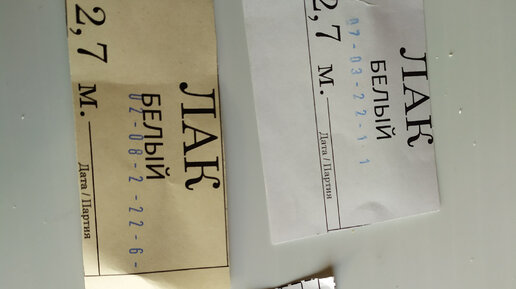 ЛАК
БЕЛЫЙ
07-03-22-1-1
2,7 м.
Дата / Партия
ЛАК
БЕЛЫЙ
02-08-2-22-6-
2,7 м.
Дата / Партия